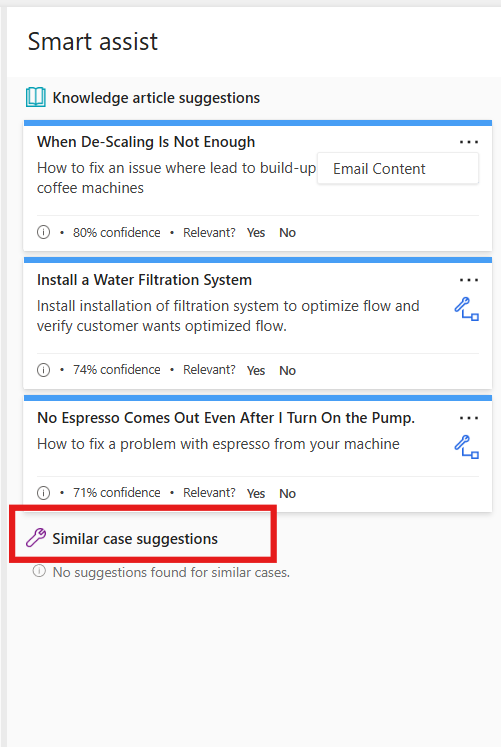 Smart assist
Knowledge article suggestions
When De-Scaling Is Not Enough
How to fix an issue where lead to build-up
coffee machines
Email Content
• 80% confidence • Relevant? Yes No
Install a Water Filtration System
Install installation of filtration system to optimize flow and
verify customer wants optimized flow.
• 74% confidence • Relevant? Yes No
No Espresso Comes Out Even After I Turn On the Pump.
How to fix a problem with espresso from your machine
• 71% confidence • Relevant? Yes No
Similar case suggestions
No suggestions found for similar cases.